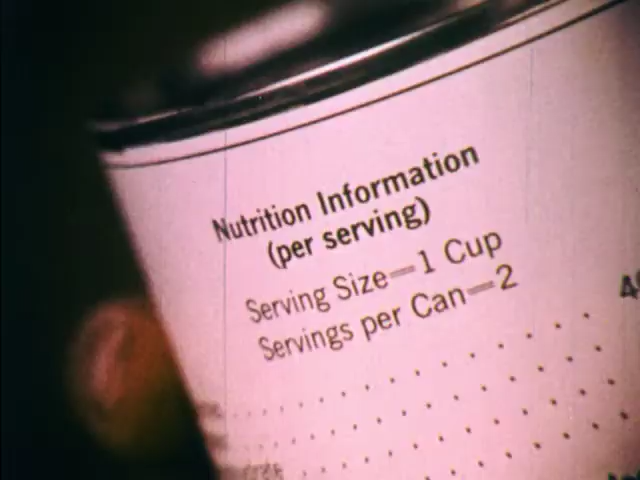 Nutrition Information
(per serving)
Serving Size—1 Cup
Servings per Can—2